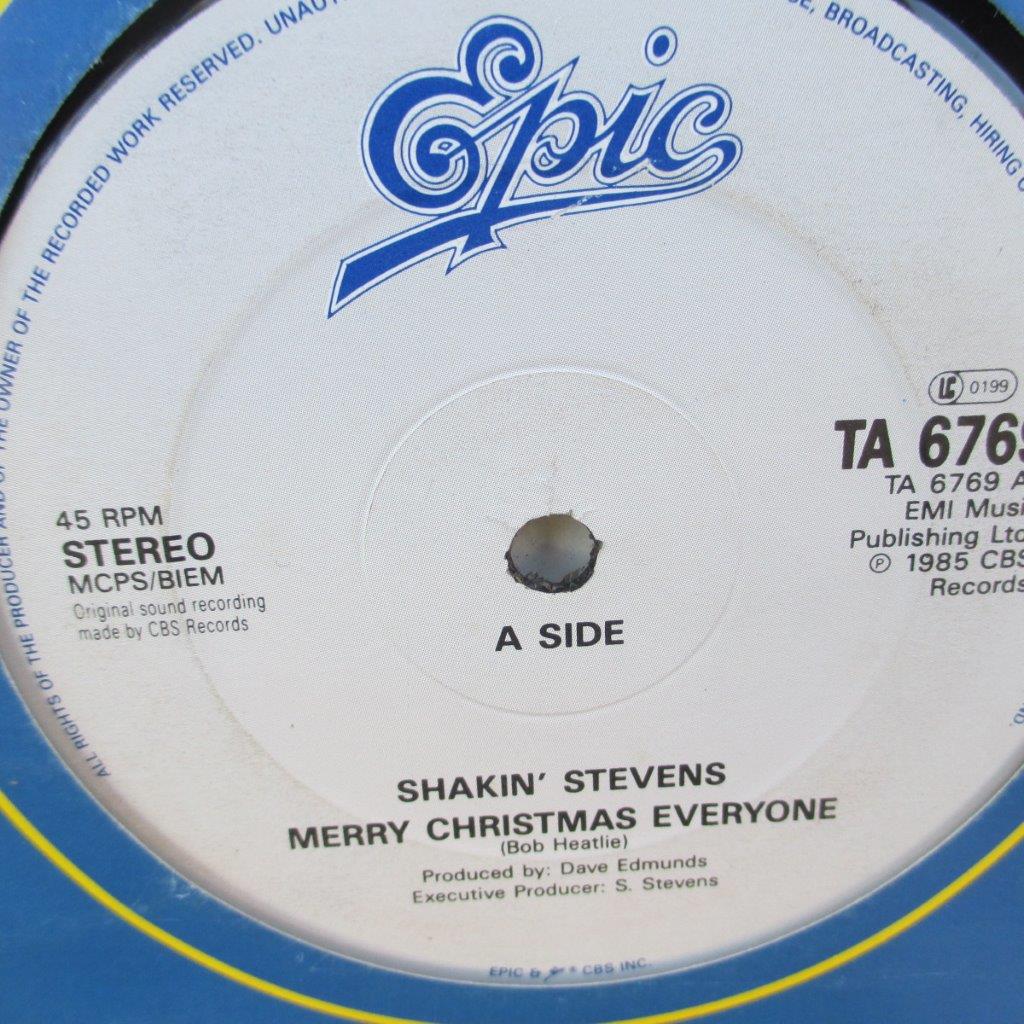 ALL RIGHTS OF THE PRODUCER AND OF THE OWNER OF THE RECORDED WORK RESERVED.
BROADCASTING, HIRING
Epic
LC 0199
TA 6769
TA 6769 A
EMI Music
Publishing Ltd
℗ 1985 CBS
Records
45 RPM
STEREO
MCPS/BIEM
Original sound recording
made by CBS Records
A SIDE
SHAKIN' STEVENS
MERRY CHRISTMAS EVERYONE
(Bob Heatlie)
Produced by: Dave Edmunds
Executive Producer: S. Stevens
EPIC & ® CBS INC.